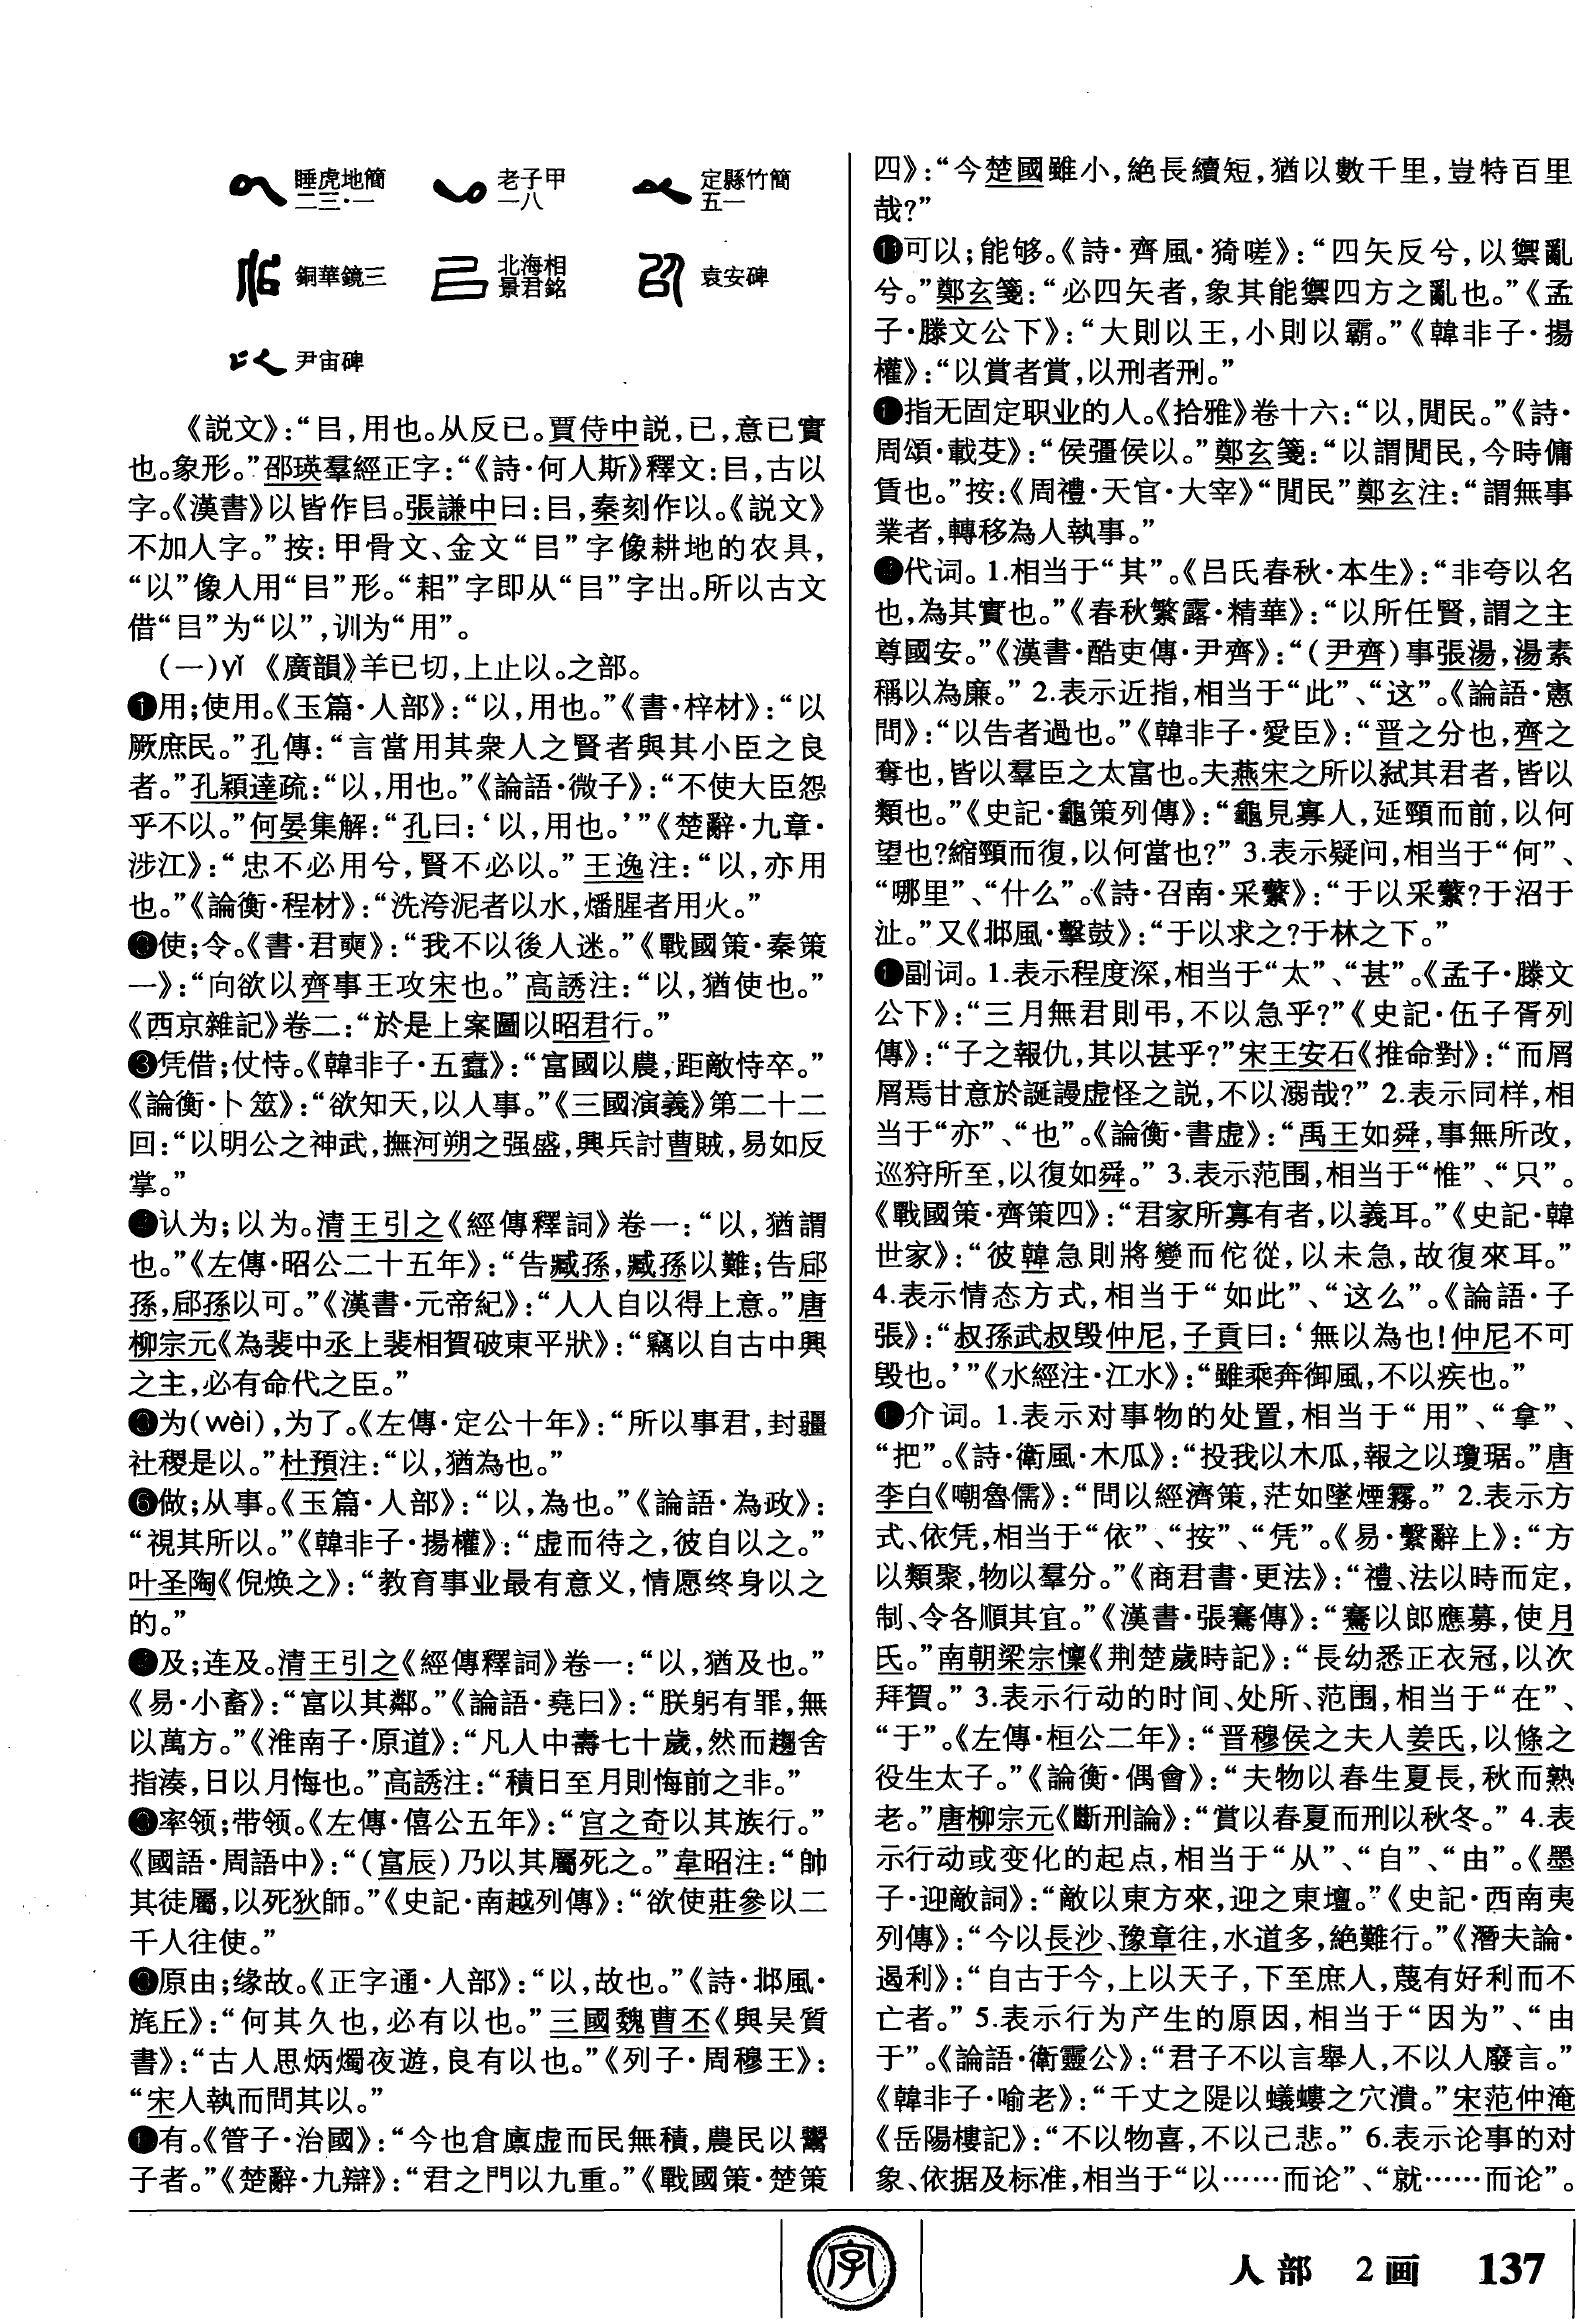 睡虎地簡
二三·一
老子甲
一八
定縣竹簡
五一
銅華鏡三
北海相
景君銘
袁安碑
尹宙碑
《説文》：“㠯，用也。从反已。賈侍中説，已，意已實
也。象形。”邵瑛羣經正字：“《詩·何人斯》釋文：㠯，古以
字。《漢書》以皆作㠯。張謙中曰：㠯，秦刻作以。《説文》
不加人字。”按：甲骨文、金文“㠯”字像耕地的农具，
“以”像人用“㠯”形。“耜”字即从“㠯”字出。所以古文
借“㠯”为“以”，训为“用”。
（一）yǐ 《廣韻》羊已切，上止以。之部。
❶用；使用。《玉篇·人部》：“以，用也。”《書·梓材》：“以
厥庶民。”孔傳：“言當用其衆人之賢者與其小臣之良
者。”孔穎達疏：“以，用也。”《論語·微子》：“不使大臣怨
乎不以。”何晏集解：“孔曰：‘以，用也。’”《楚辭·九章·
涉江》：“忠不必用兮，賢不必以。”王逸注：“以，亦用
也。”《論衡·程材》：“洗洿泥者以水，燔腥者用火。”
❷使；令。《書·君奭》：“我不以後人迷。”《戰國策·秦策
一》：“向欲以齊事王攻宋也。”高誘注：“以，猶使也。”
《西京雜記》卷二：“於是上案圖以昭君行。”
❸凭借；仗恃。《韓非子·五蠹》：“富國以農，距敵恃卒。”
《論衡·卜筮》：“欲知天，以人事。”《三國演義》第二十二
回：“以明公之神武，撫河朔之强盛，興兵討曹賊，易如反
掌。”
❹认为；以为。清王引之《經傳釋詞》卷一：“以，猶謂
也。”《左傳·昭公二十五年》：“告臧孫，臧孫以難；告郈
孫，郈孫以可。”《漢書·元帝紀》：“人人自以得上意。”唐
柳宗元《為裴中丞上裴相賀破東平狀》：“竊以自古中興
之主，必有命代之臣。”
❺为(wèi)，为了。《左傳·定公十年》：“所以事君，封疆
社稷是以。”杜預注：“以，猶為也。”
❻做；从事。《玉篇·人部》：“以，為也。”《論語·為政》：
“視其所以。”《韓非子·揚權》：“虚而待之，彼自以之。”
叶圣陶《倪焕之》：“教育事业最有意义，情愿终身以之
的。”
❼及；连及。清王引之《經傳釋詞》卷一：“以，猶及也。”
《易·小畜》：“富以其鄰。”《論語·堯曰》：“朕躬有罪，無
以萬方。”《淮南子·原道》：“凡人中壽七十歲，然而趨舍
指湊，日以月悔也。”高誘注：“積日至月則悔前之非。”
❽率领；带领。《左傳·僖公五年》：“宫之奇以其族行。”
《國語·周語中》：“（富辰）乃以其屬死之。”韋昭注：“帥
其徒屬，以死狄師。”《史記·南越列傳》：“欲使莊參以二
千人往使。”
❾原由；缘故。《正字通·人部》：“以，故也。”《詩·邶風·
旄丘》：“何其久也，必有以也。”三國魏曹丕《與吴質
書》：“古人思炳燭夜遊，良有以也。”《列子·周穆王》：
“宋人執而問其以。”
❿有。《管子·治國》：“今也倉廪虚而民無積，農民以鬻
子者。”《楚辭·九辯》：“君之門以九重。”《戰國策·楚策
四》：“今楚國雖小，絶長續短，猶以數千里，豈特百里
哉？”
⓫可以；能够。《詩·齊風·猗嗟》：“四矢反兮，以禦亂
兮。”鄭玄箋：“必四矢者，象其能禦四方之亂也。”《孟
子·滕文公下》：“大則以王，小則以霸。”《韓非子·揚
權》：“以賞者賞，以刑者刑。”
⓬指无固定职业的人。《拾雅》卷十六：“以，閒民。”《詩·
周頌·載芟》：“侯彊侯以。”鄭玄箋：“以謂閒民，今時傭
賃也。”按：《周禮·天官·大宰》“閒民”鄭玄注：“謂無事
業者，轉移為人執事。”
⓭代词。1.相当于“其”。《吕氏春秋·本生》：“非夸以名
也，為其實也。”《春秋繁露·精華》：“以所任賢，謂之主
尊國安。”《漢書·酷吏傳·尹齊》：“（尹齊）事張湯，湯素
稱以為廉。” 2.表示近指，相当于“此”、“这”。《論語·憲
問》：“以告者過也。”《韓非子·愛臣》：“晋之分也，齊之
奪也，皆以羣臣之太富也。夫燕宋之所以弑其君者，皆以
類也。”《史記·龜策列傳》：“龜見寡人，延頸而前，以何
望也？縮頸而復，以何當也？” 3.表示疑问，相当于“何”、
“哪里”、“什么”。《詩·召南·采蘩》：“于以采蘩？于沼于
沚。”又《邶風·擊鼓》：“于以求之？于林之下。”
⓮副词。1.表示程度深，相当于“太”、“甚”。《孟子·滕文
公下》：“三月無君則弔，不以急乎？”《史記·伍子胥列
傳》：“子之報仇，其以甚乎？”宋王安石《推命對》：“而屑
屑焉甘意於誕謾虚怪之説，不以溺哉？” 2.表示同样，相
当于“亦”、“也”。《論衡·書虚》：“禹王如舜，事無所改，
巡狩所至，以復如舜。” 3.表示范围，相当于“惟”、“只”。
《戰國策·齊策四》：“君家所寡有者，以義耳。”《史記·韓
世家》：“彼韓急則將變而佗從，以未急，故復來耳。”
4.表示情态方式，相当于“如此”、“这么”。《論語·子
張》：“叔孫武叔毁仲尼，子貢曰：‘無以為也！仲尼不可
毁也。’”《水經注·江水》：“雖乘奔御風，不以疾也。”
⓯介词。1.表示对事物的处置，相当于“用”、“拿”、
“把”。《詩·衛風·木瓜》：“投我以木瓜，報之以瓊琚。”唐
李白《嘲魯儒》：“問以經濟策，茫如墜煙霧。” 2.表示方
式、依凭，相当于“依”、“按”、“凭”。《易·繫辭上》：“方
以類聚，物以羣分。”《商君書·更法》：“禮、法以時而定，
制、令各順其宜。”《漢書·張騫傳》：“騫以郎應募，使月
氏。”南朝梁宗懍《荆楚歲時記》：“長幼悉正衣冠，以次
拜賀。” 3.表示行动的时间、处所、范围，相当于“在”、
“于”。《左傳·桓公二年》：“晋穆侯之夫人姜氏，以條之
役生太子。”《論衡·偶會》：“夫物以春生夏長，秋而熟
老。”唐柳宗元《斷刑論》：“賞以春夏而刑以秋冬。” 4.表
示行动或变化的起点，相当于“从”、“自”、“由”。《墨
子·迎敵詞》：“敵以東方來，迎之東壇。”《史記·西南夷
列傳》：“今以長沙、豫章往，水道多，絶難行。”《潛夫論·
遏利》：“自古于今，上以天子，下至庶人，蔑有好利而不
亡者。” 5.表示行为产生的原因，相当于“因为”、“由
于”。《論語·衛靈公》：“君子不以言舉人，不以人廢言。”
《韓非子·喻老》：“千丈之隄以蟻螻之穴潰。”宋范仲淹
《岳陽樓記》：“不以物喜，不以己悲。” 6.表示论事的对
象、依据及标准，相当于“以……而论”、“就……而论”。
字
人部 2画 137